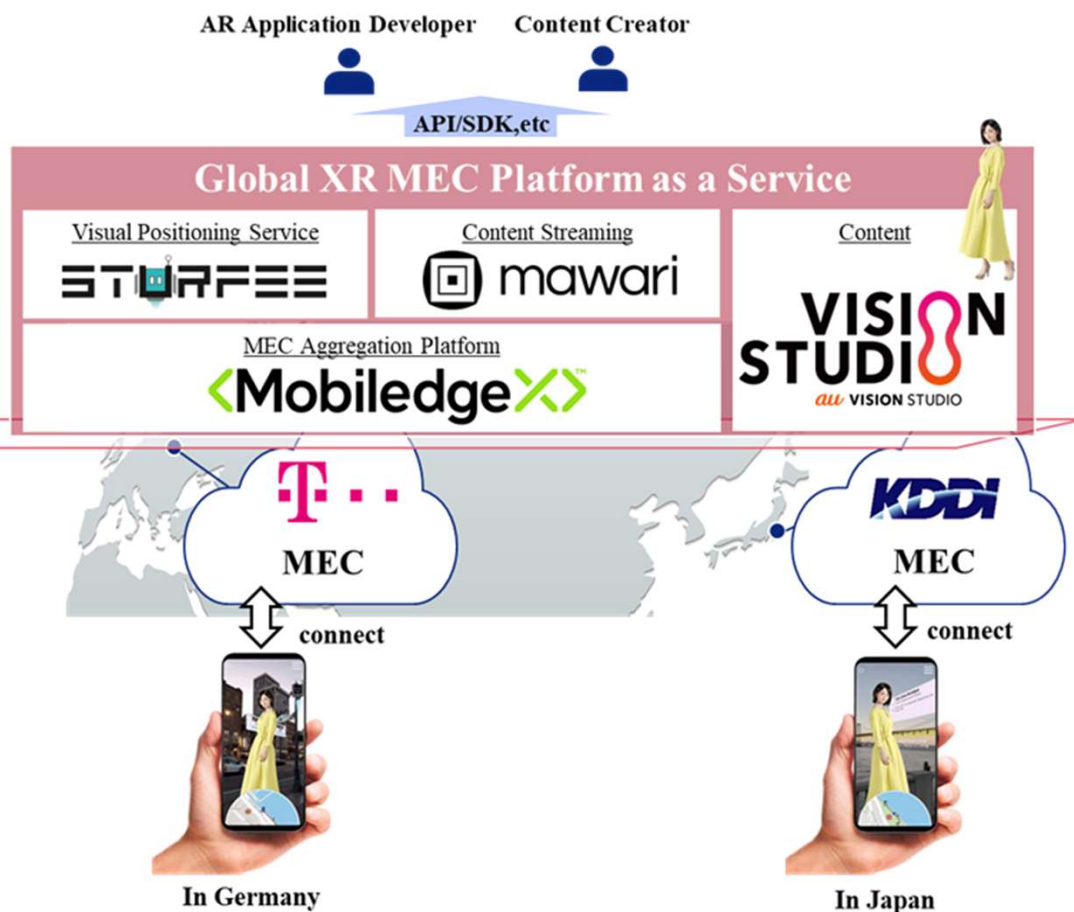 AR Application Developer
Content Creator
API/SDK,etc
Global XR MEC Platform as a Service
Visual Positioning Service
STURFEE
Content Streaming
mawari
Content
VISION
STUDIO
au VISION STUDIO
MEC Aggregation Platform
<MobiledgeX>™
T
MEC
KDDI
MEC
connect
connect
In Germany
In Japan